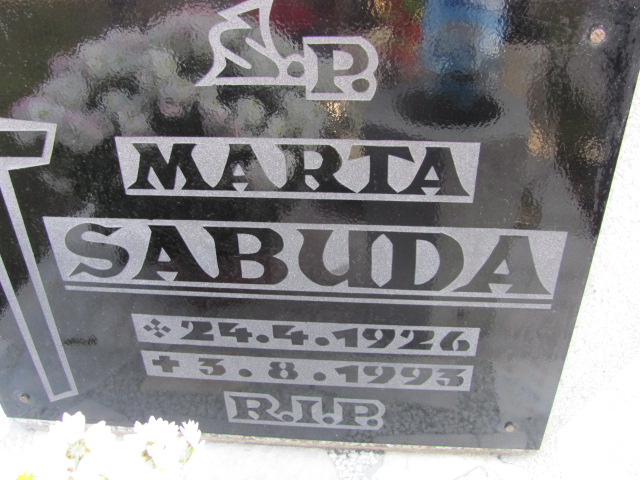 Ś.P.
MARTA
SABUDA
24.4.1926
3.8.1993
R.I.P.